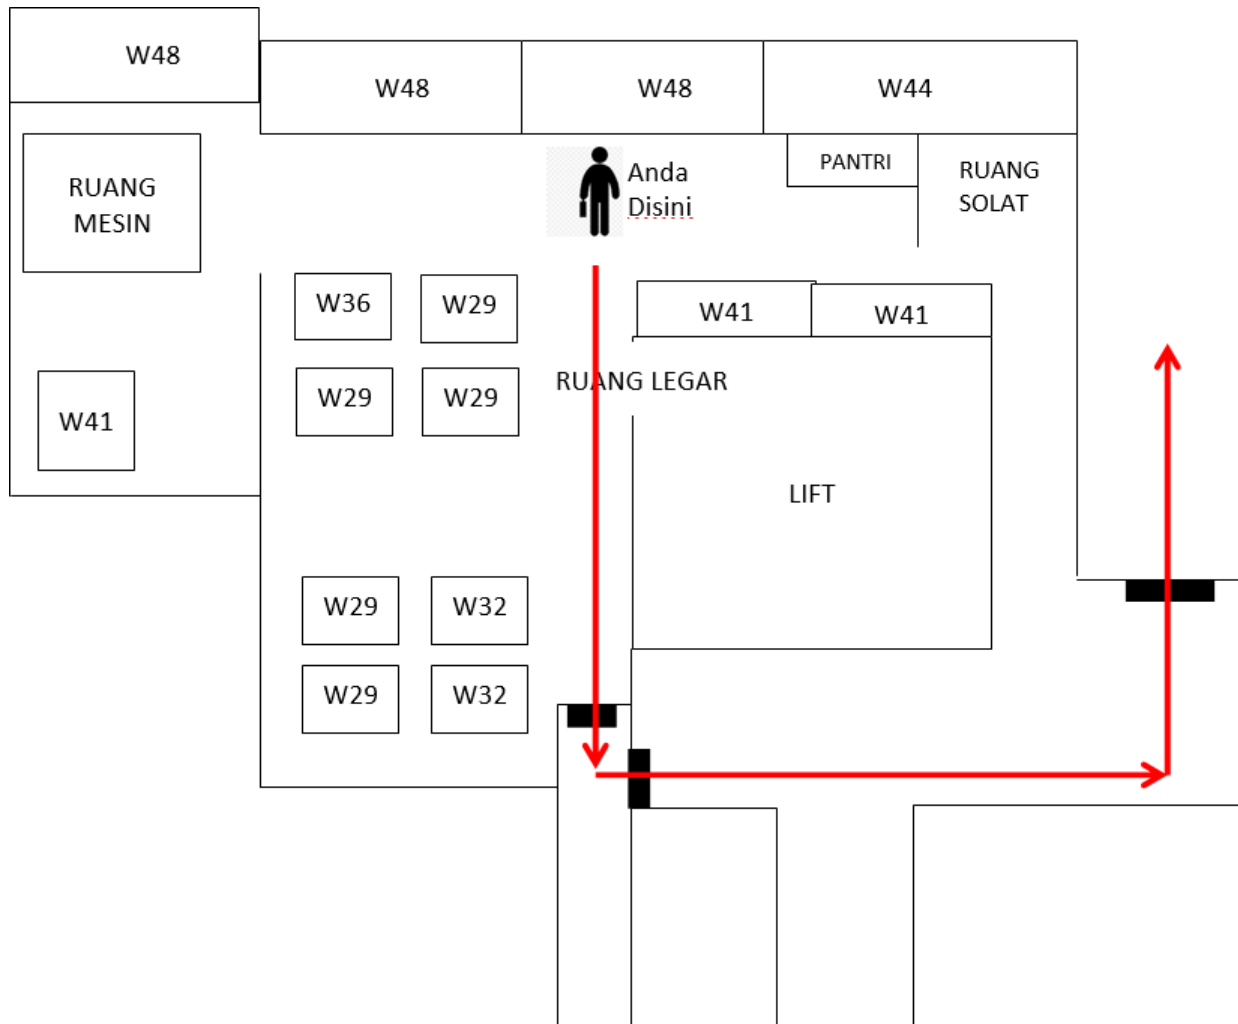 W48
W48
W48
W44
RUANG
MESIN
Anda
Disini
PANTRI
RUANG
SOLAT
W36
W29
W41
W41
W29
W29
RUANG LEGAR
W41
LIFT
W29
W32
W29
W32